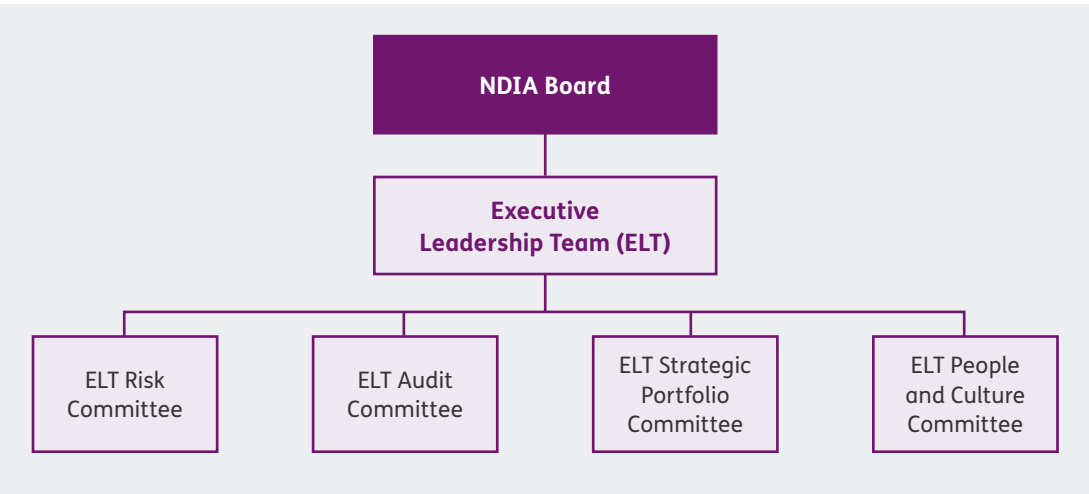 NDIA Board
Executive
Leadership Team (ELT)
ELT Risk
Committee
ELT Audit
Committee
ELT Strategic
Portfolio
Committee
ELT People
and Culture
Committee